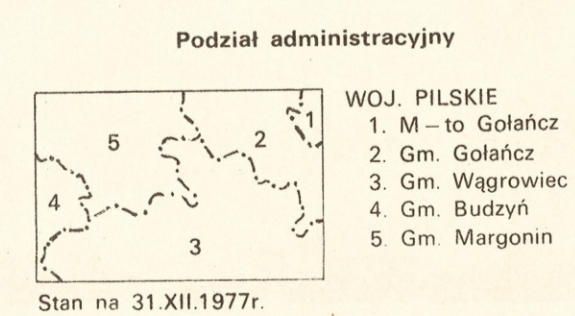 Podział administracyjny
WOJ. PILSKIE
1. M – to Gołańcz
2. Gm. Gołańcz
3. Gm. Wągrowiec
4. Gm. Budzyń
5. Gm. Margonin
5
2
1
4
3
Stan na 31.XII.1977r.